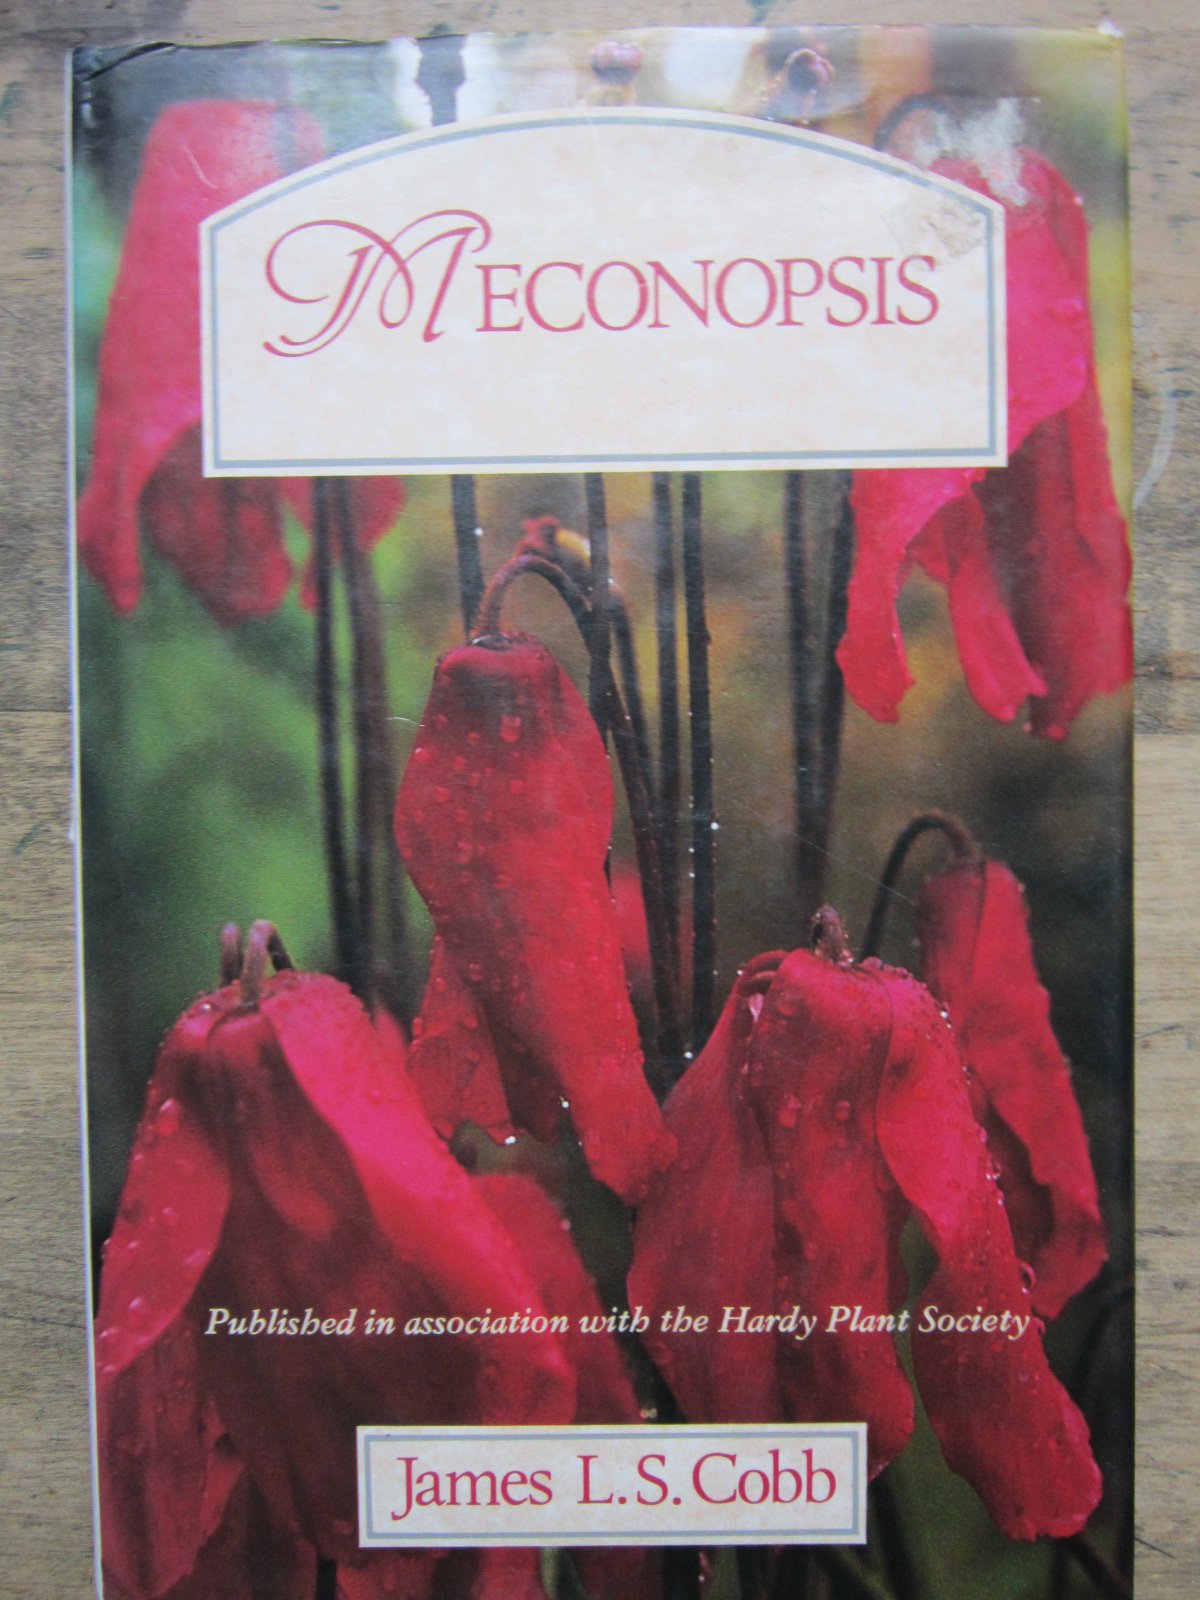 MECONOPSIS
Published in association with the Hardy Plant Society
James L.S. Cobb